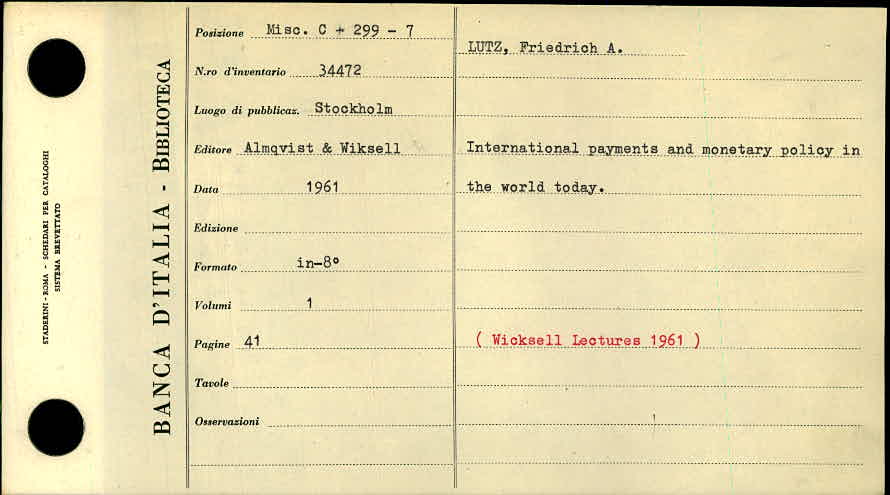 STADERINI - ROMA - SCHEDARI PER CATALOGHI
SISTEMA BREVETTATO
BANCA D'ITALIA - BIBLIOTECA
Posizione Misc. C + 299 - 7
N.ro d'inventario 34472
Luogo di pubblicaz. Stockholm
Editore Almqvist & Wiksell
Data 1961
Edizione
Formato in-8°
Volumi 1
Pagine 41
Tavole
Osservazioni
LUTZ, Friedrich A.
International payments and monetary policy in
the world today.
( Wicksell Lectures 1961 )